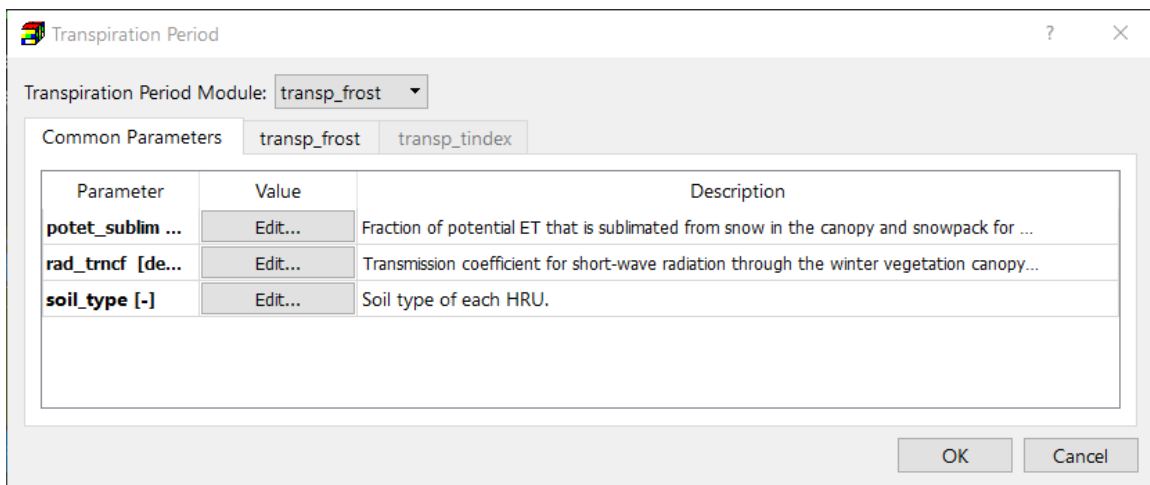 Transpiration Period
Transpiration Period Module: transp_frost
Common Parameters transp_frost transp_tindex
Parameter Value Description
potet_sublim ... Edit... Fraction of potential ET that is sublimated from snow in the canopy and snowpack for ...
rad_trncf [de... Edit... Transmission coefficient for short-wave radiation through the winter vegetation canopy...
soil_type [-] Edit... Soil type of each HRU.
OK Cancel